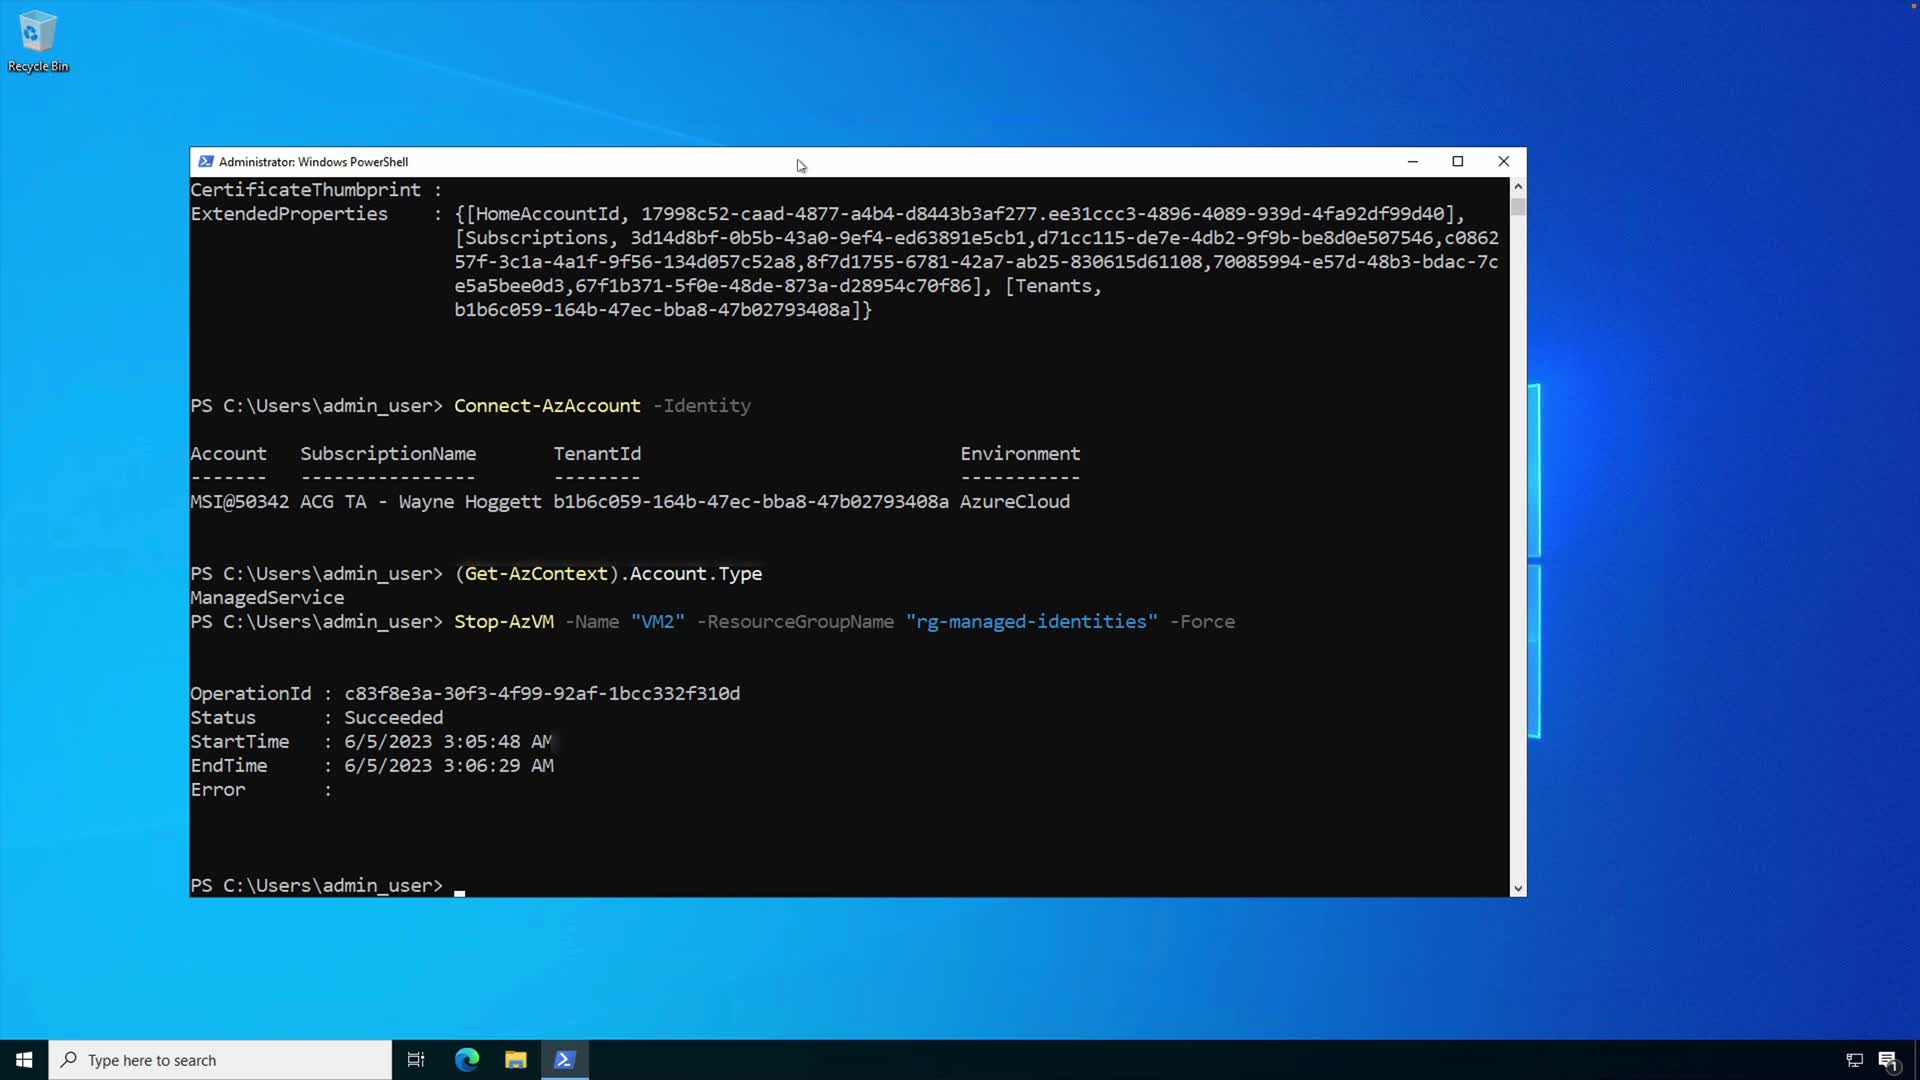 Recycle Bin
Administrator: Windows PowerShell
CertificateThumbprint :
ExtendedProperties : {[HomeAccountId, 17998c52-caad-4877-a4b4-d8443b3af277.ee31ccc3-4896-4089-939d-4fa92df99d40],
[Subscriptions, 3d14d8bf-0b5b-43a0-9ef4-ed63891e5cb1,d71cc115-de7e-4db2-9f9b-be8d0e507546,c086
257f-3c1a-4a1f-9f56-134d057c52a8,8f7d1755-6781-42a7-ab25-830615d61108,70085994-e57d-48b3-bdac-7c
e5a5bee0d3,67f1b371-5f0e-48de-873a-d28954c70f86], [Tenants,
b1b6c059-164b-47ec-bba8-47b02793408a]}
PS C:\Users\admin_user> Connect-AzAccount -Identity
Account SubscriptionName TenantId Environment
------- ---------------- -------- -----------
MSI@50342 ACG TA - Wayne Hoggett b1b6c059-164b-47ec-bba8-47b02793408a AzureCloud
PS C:\Users\admin_user> (Get-AzContext).Account.Type
ManagedService
PS C:\Users\admin_user> Stop-AzVM -Name "VM2" -ResourceGroupName "rg-managed-identities" -Force
OperationId : c83f8e3a-30f3-4f99-92af-1bcc332f310d
Status : Succeeded
StartTime : 6/5/2023 3:05:48 AM
EndTime : 6/5/2023 3:06:29 AM
Error :
PS C:\Users\admin_user>
Type here to search
1